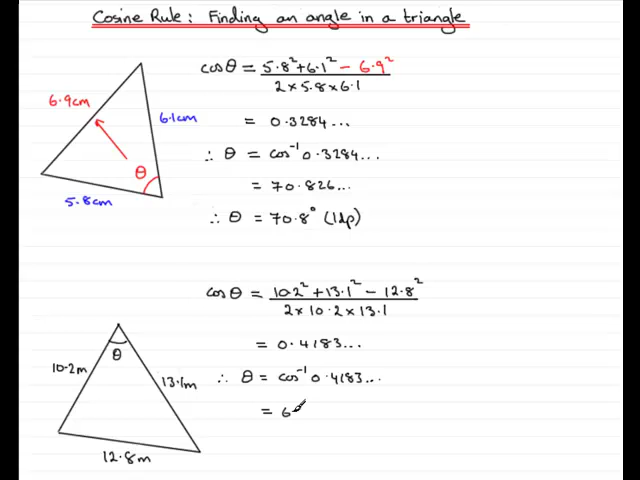 Cosine Rule: Finding an angle in a triangle
cos θ = 5.8² + 6.1² − 6.9²
2 × 5.8 × 6.1
6.9cm
6.1cm
= 0.3284...
∴ θ = cos⁻¹ 0.3284...
θ
= 70.826...
5.8cm
∴ θ = 70.8° (1dp)
cos θ = 10.2² + 13.1² − 12.8²
2 × 10.2 × 13.1
= 0.4183...
θ
10.2m
13.1m
∴ θ = cos⁻¹ 0.4183...
= 6
12.8m